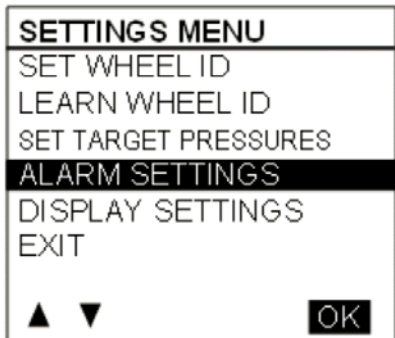 SETTINGS MENU
SET WHEEL ID
LEARN WHEEL ID
SET TARGET PRESSURES
ALARM SETTINGS
DISPLAY SETTINGS
EXIT
▲ ▼ OK